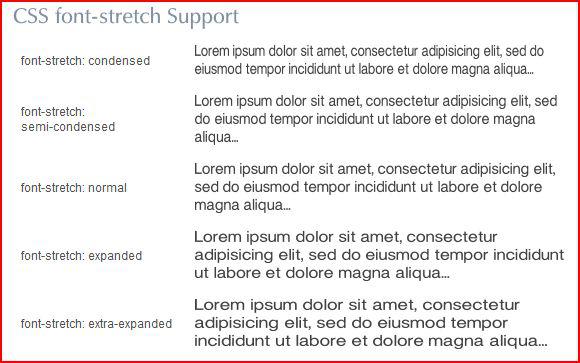 CSS font-stretch Support
font-stretch: condensed
Lorem ipsum dolor sit amet, consectetur adipisicing elit, sed do
eiusmod tempor incididunt ut labore et dolore magna aliqua...
font-stretch:
semi-condensed
Lorem ipsum dolor sit amet, consectetur adipisicing elit, sed
do eiusmod tempor incididunt ut labore et dolore magna
aliqua...
font-stretch: normal
Lorem ipsum dolor sit amet, consectetur adipisicing elit,
sed do eiusmod tempor incididunt ut labore et dolore
magna aliqua...
font-stretch: expanded
Lorem ipsum dolor sit amet, consectetur
adipisicing elit, sed do eiusmod tempor incididunt
ut labore et dolore magna aliqua...
font-stretch: extra-expanded
Lorem ipsum dolor sit amet, consectetur
adipisicing elit, sed do eiusmod tempor
incididunt ut labore et dolore magna aliqua...